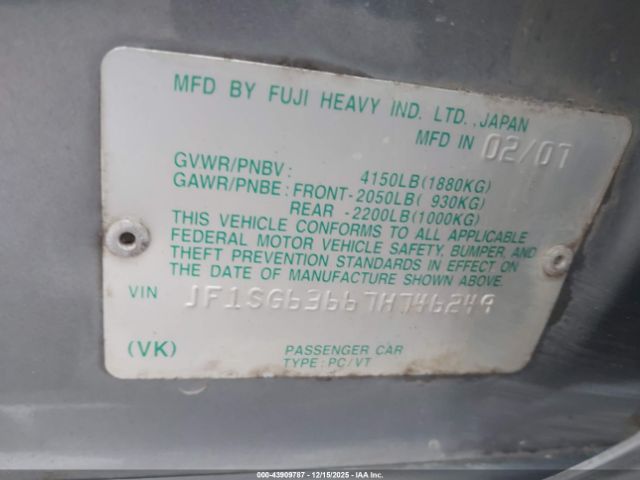 MFD BY FUJI HEAVY IND. LTD., JAPAN
MFD IN 02/07
GVWR/PNBV: 4150LB(1880KG)
GAWR/PNBE: FRONT-2050LB( 930KG)
REAR -2200LB(1000KG)
THIS VEHICLE CONFORMS TO ALL APPLICABLE
FEDERAL MOTOR VEHICLE SAFETY, BUMPER, AND
THEFT PREVENTION STANDARDS IN EFFECT ON
THE DATE OF MANUFACTURE SHOWN ABOVE.
VIN JF1SG63667H746249
(VK) PASSENGER CAR
TYPE: PC/VT
000-43909787 - 12/15/2025 - IAA Inc.